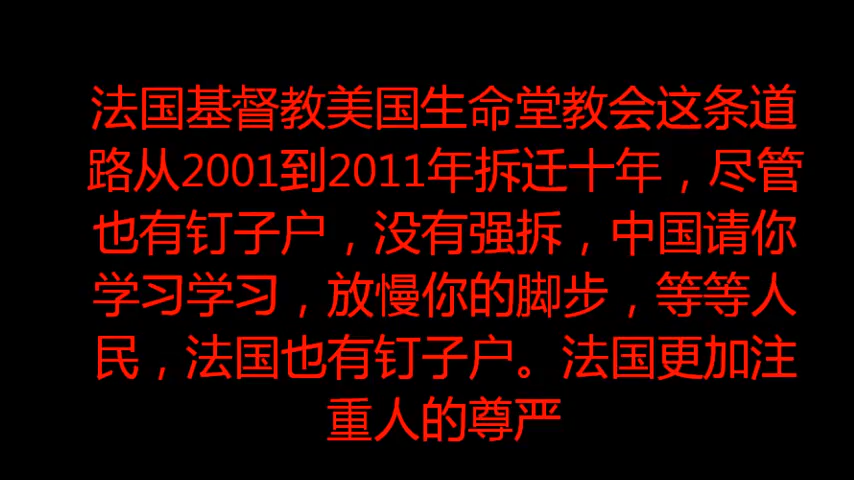 法国基督教美国生命堂教会这条道
路从2001到2011年拆迁十年，尽管
也有钉子户，没有强拆，中国请你
学习学习，放慢你的脚步，等等人
民，法国也有钉子户。法国更加注
重人的尊严